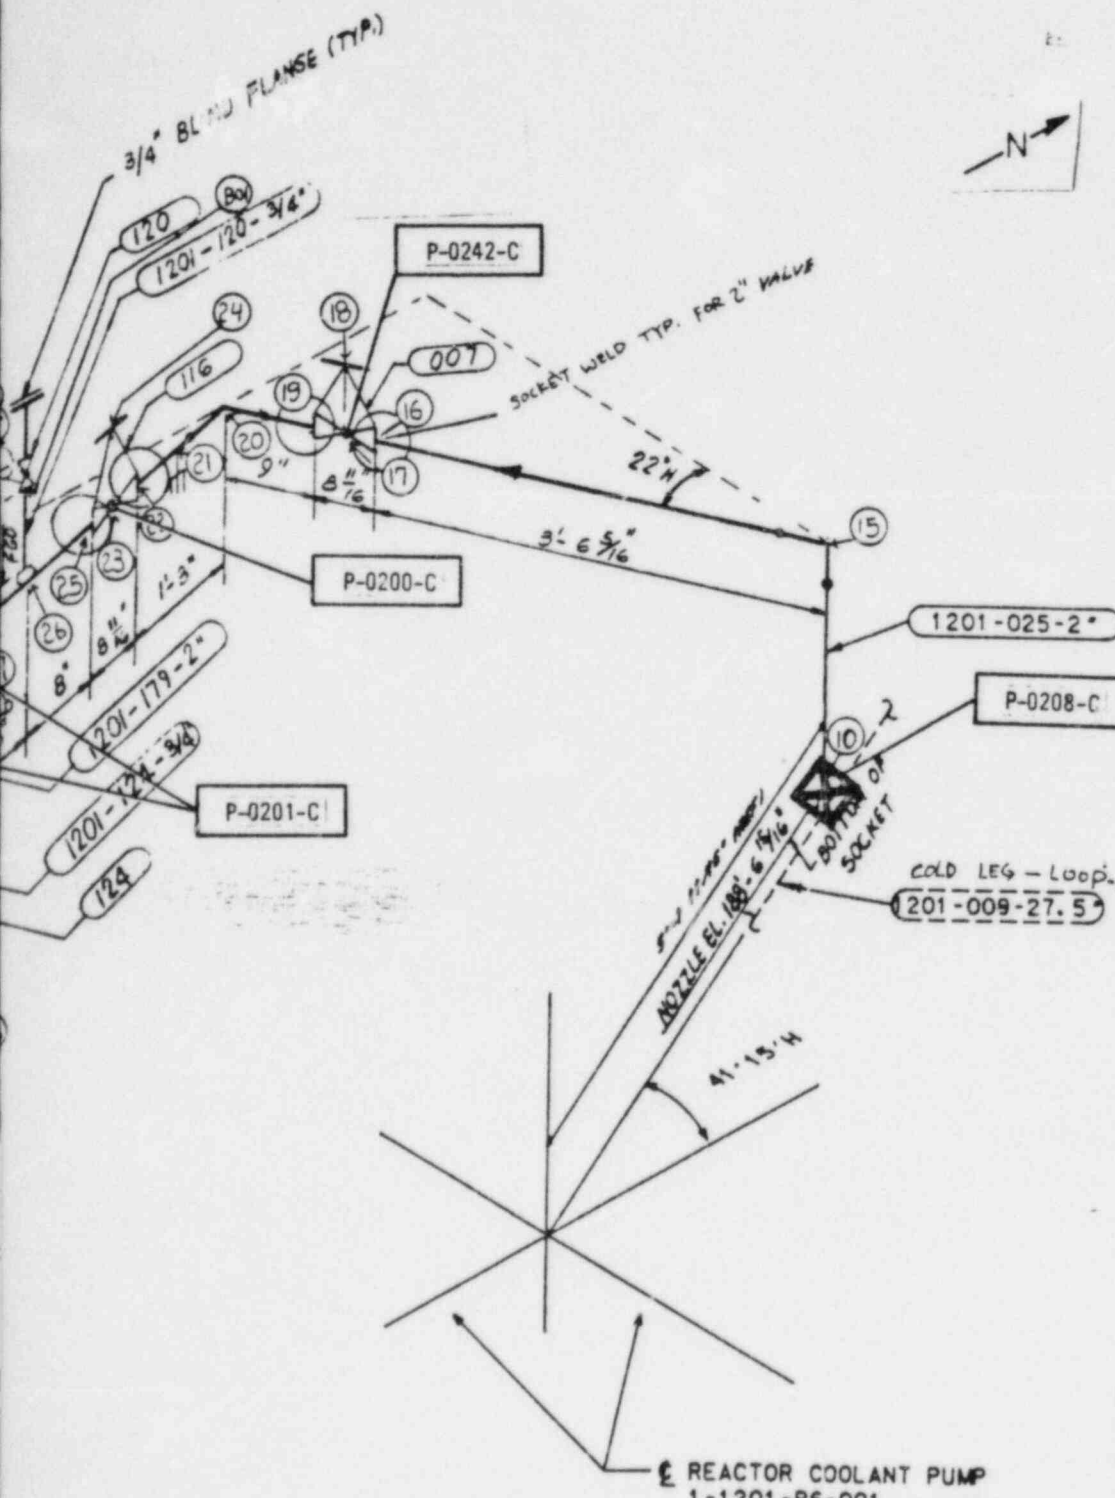 3/4" BLIND FLANGE (TYP.)
N
120
801
1201-120-3/4"
P-0242-C
24
18
007
116
SOCKET WELD TYP. FOR 2" VALVE
19
16
20
21
17
9"
8 11/16"
22°H
15
3'- 6 5/16"
22
23
25
26
1'-3"
P-0200-C
8 11/16"
8"
1201-025-2"
P-0208-C
10
1201-179-2"
P-0201-C
124
BOTTOM OF
SOCKET
NOZZLE EL. 188'-6 15/16"
COLD LEG - LOOP
1201-009-27.5"
41°15'H
℄ REACTOR COOLANT PUMP